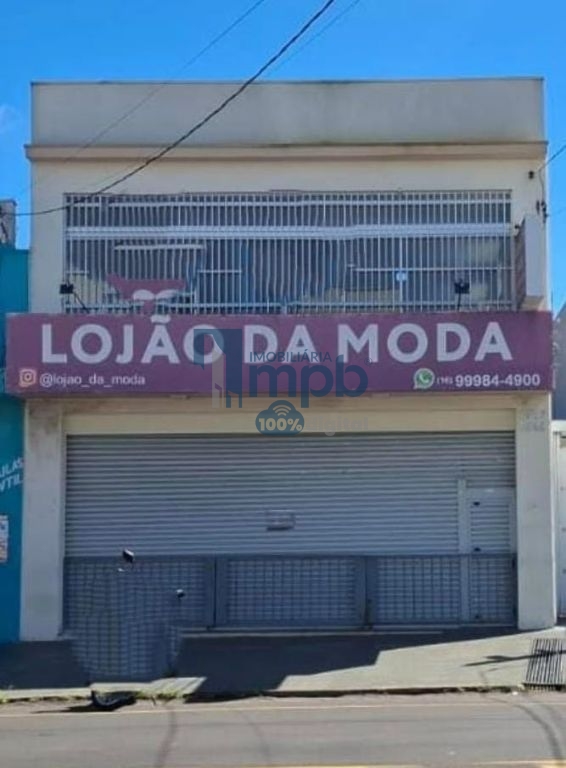 LOJÃO DA MODA
@lojao_da_moda
(16) 99984-4900
IMOBILIÁRIA
mpb
100%